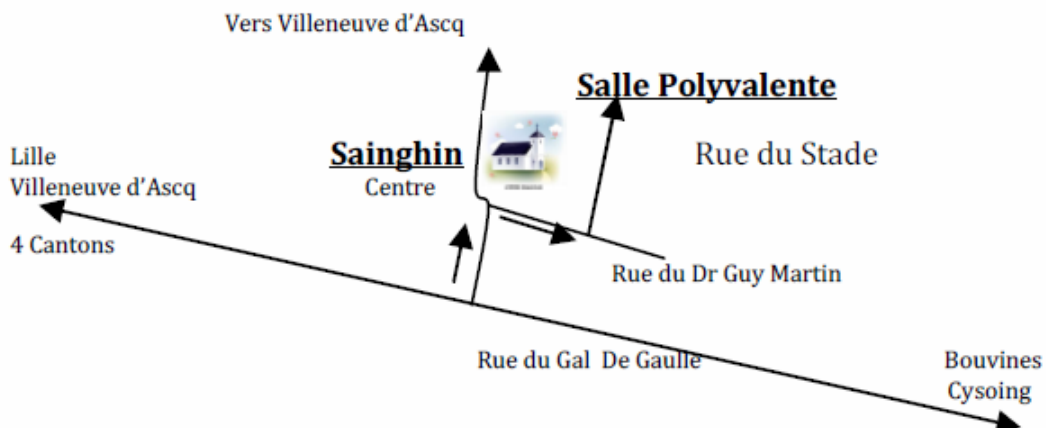 Vers Villeneuve d'Ascq
Salle Polyvalente
Sainghin
Centre
Rue du Stade
Lille
Villeneuve d'Ascq
4 Cantons
Rue du Dr Guy Martin
Rue du Gal De Gaulle
Bouvines
Cysoing